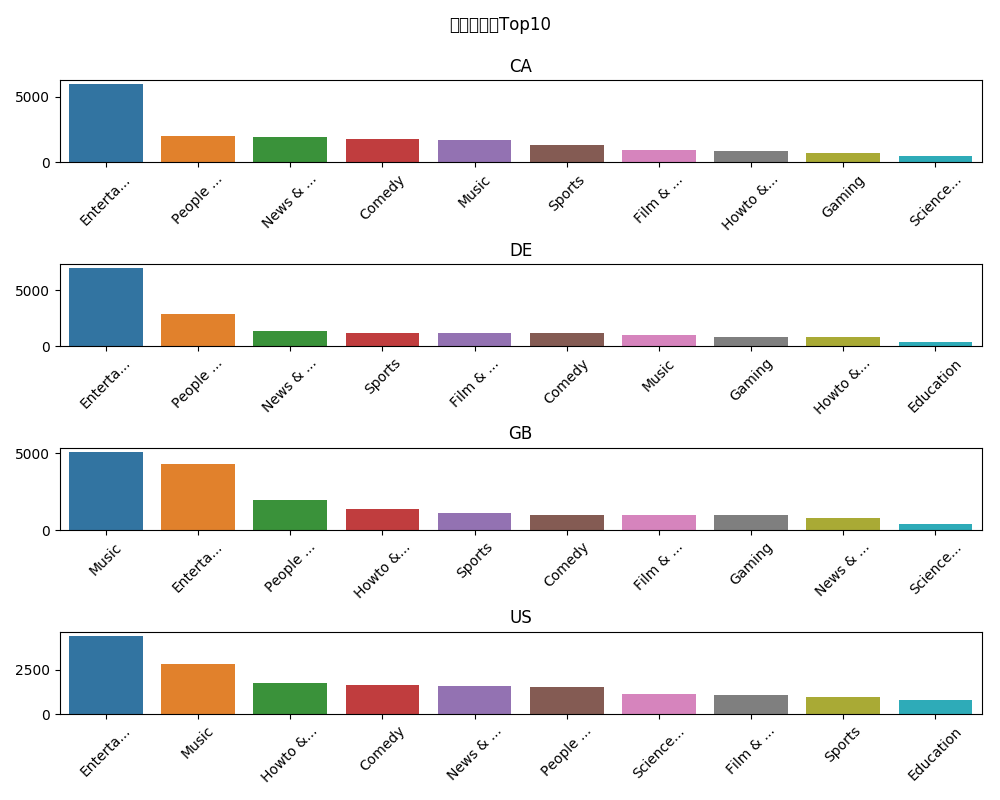 Top10
CA
5000
0
Enterta... People ... News & ... Comedy Music Sports Film & ... Howto &... Gaming Science...
DE
5000
0
Enterta... People ... News & ... Sports Film & ... Comedy Music Gaming Howto &... Education
GB
5000
0
Music Enterta... People ... Howto &... Sports Comedy Film & ... Gaming News & ... Science...
US
2500
0
Enterta... Music Howto &... Comedy News & ... People ... Science... Film & ... Sports Education